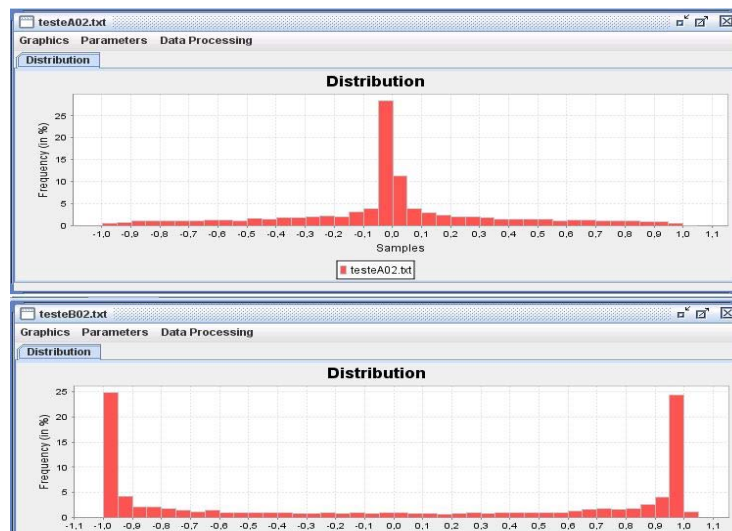 testeA02.txt
Graphics Parameters Data Processing
Distribution
Distribution
25
20
15
10
5
0
Frequency (in %)
-1,0 -0,9 -0,8 -0,7 -0,6 -0,5 -0,4 -0,3 -0,2 -0,1 0,0 0,1 0,2 0,3 0,4 0,5 0,6 0,7 0,8 0,9 1,0 1,1
Samples
testeA02.txt
testeB02.txt
Graphics Parameters Data Processing
Distribution
Distribution
25
20
15
10
5
0
Frequency (in %)
-1,1 -1,0 -0,9 -0,8 -0,7 -0,6 -0,5 -0,4 -0,3 -0,2 -0,1 0,0 0,1 0,2 0,3 0,4 0,5 0,6 0,7 0,8 0,9 1,0 1,1